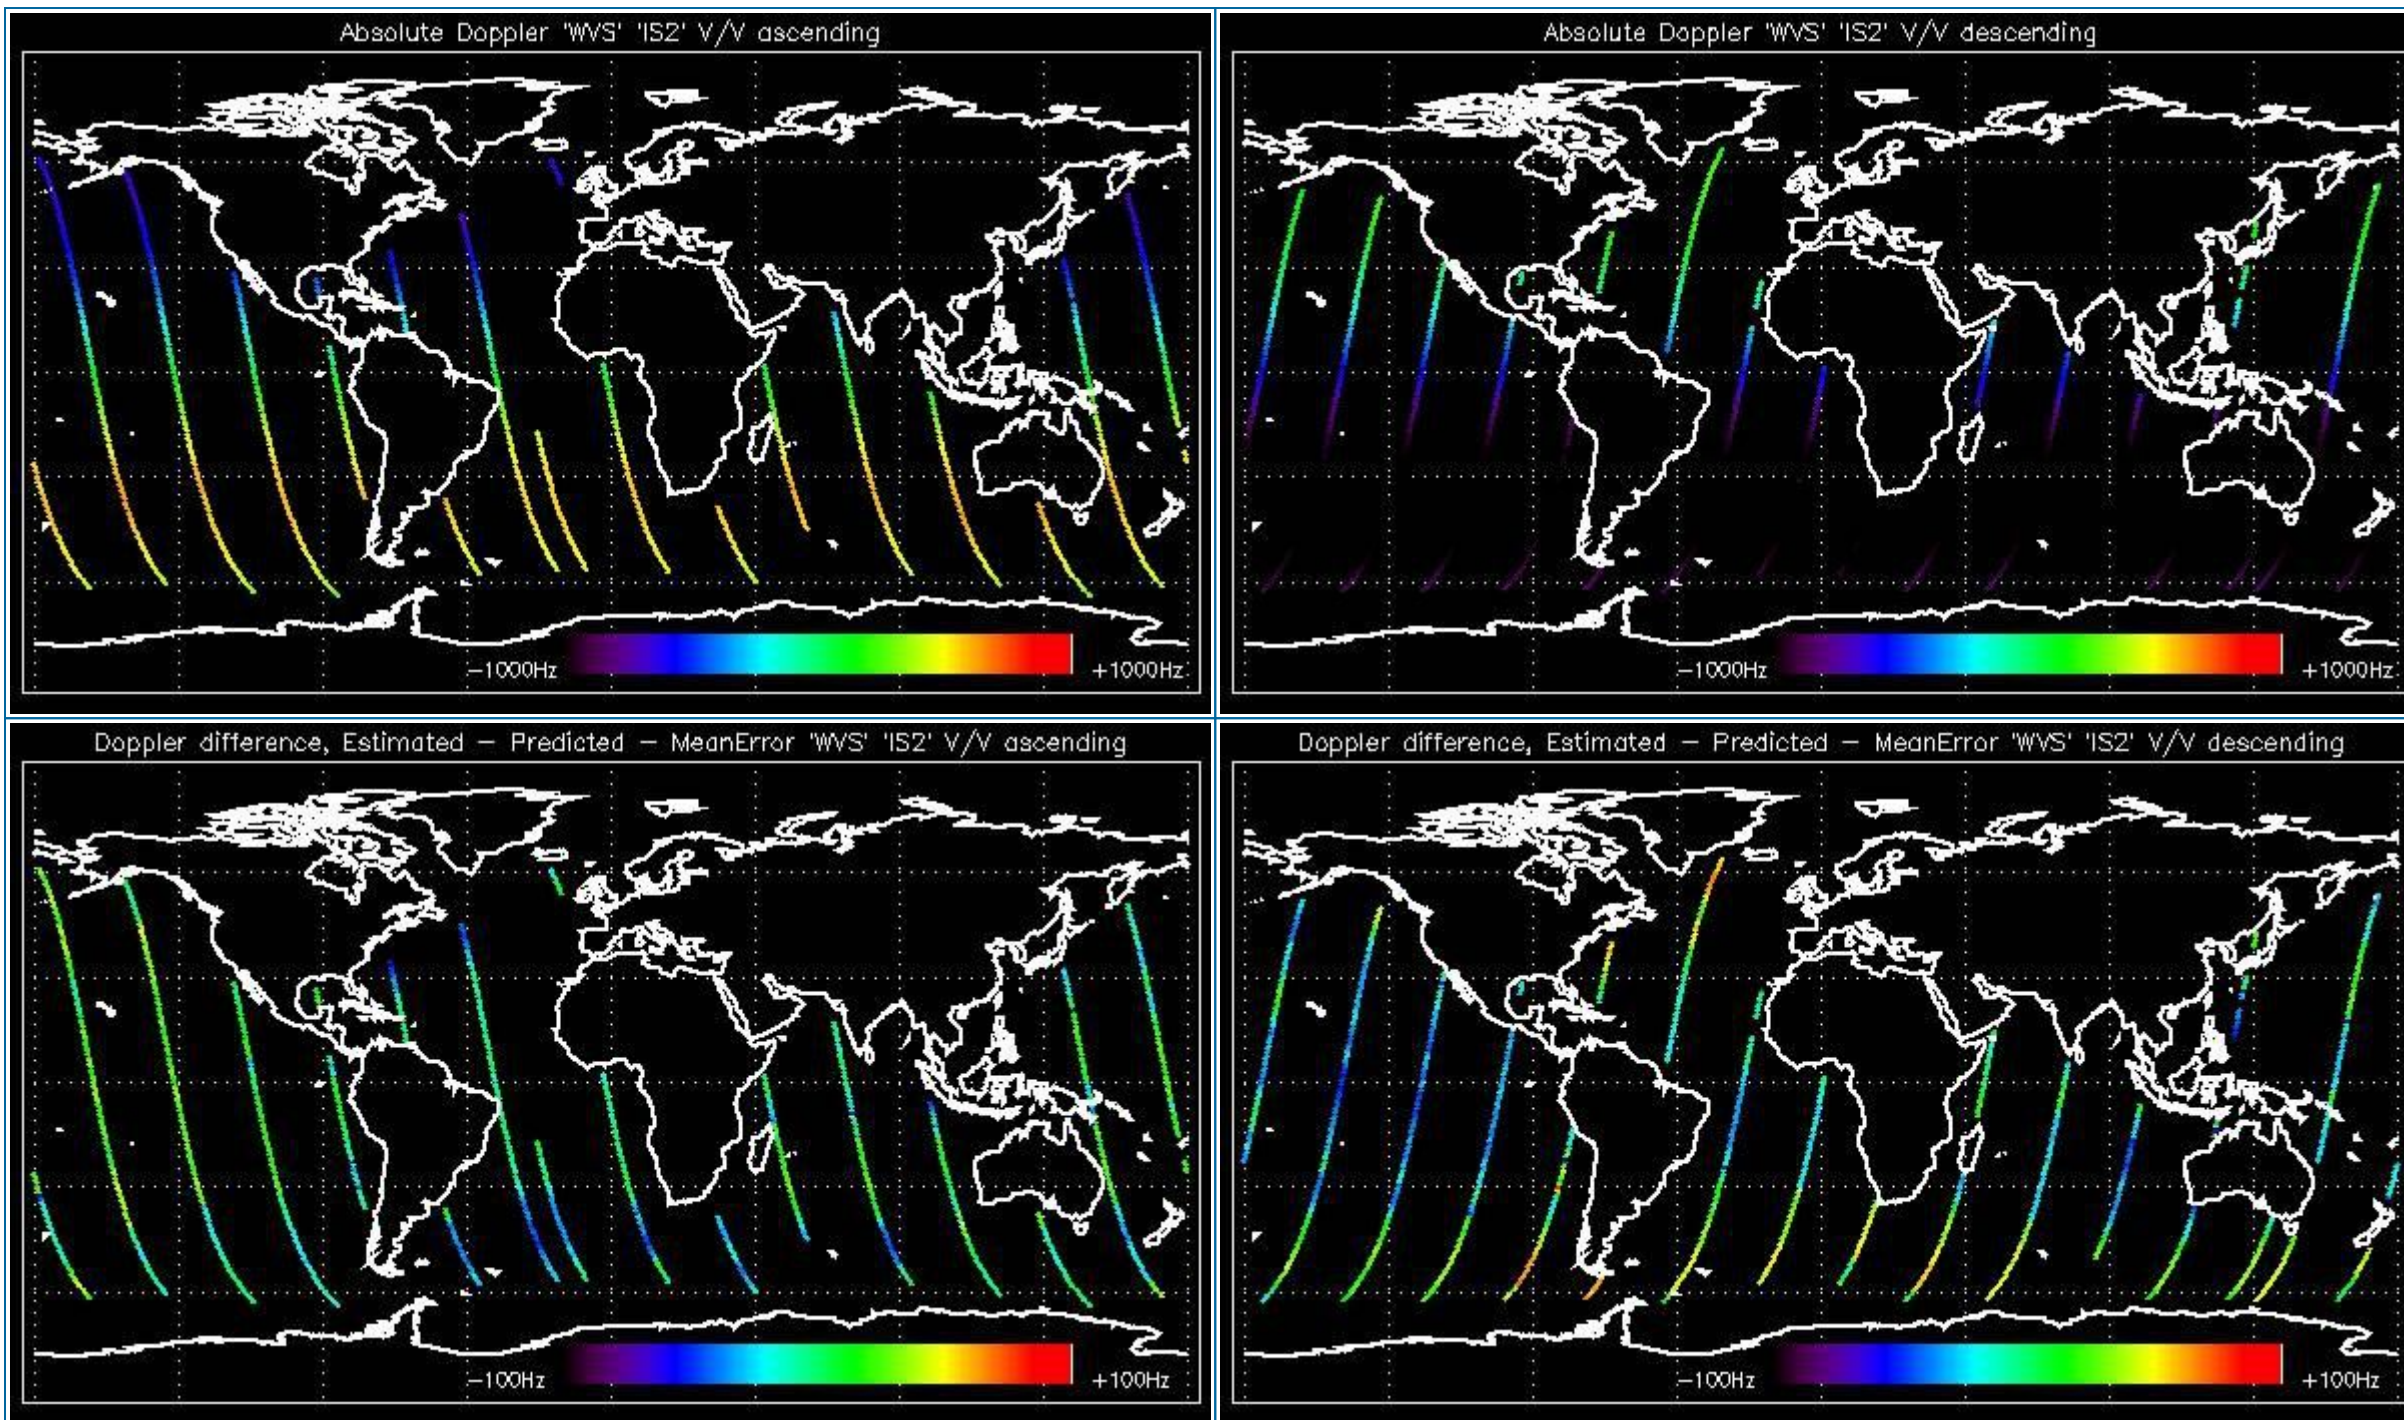 Absolute Doppler 'WVS' 'IS2' V/V ascending
-1000Hz
+1000Hz
Absolute Doppler 'WVS' 'IS2' V/V descending
-1000Hz
+1000Hz
Doppler difference, Estimated - Predicted - MeanError 'WVS' 'IS2' V/V ascending
-100Hz
+100Hz
Doppler difference, Estimated - Predicted - MeanError 'WVS' 'IS2' V/V descending
-100Hz
+100Hz